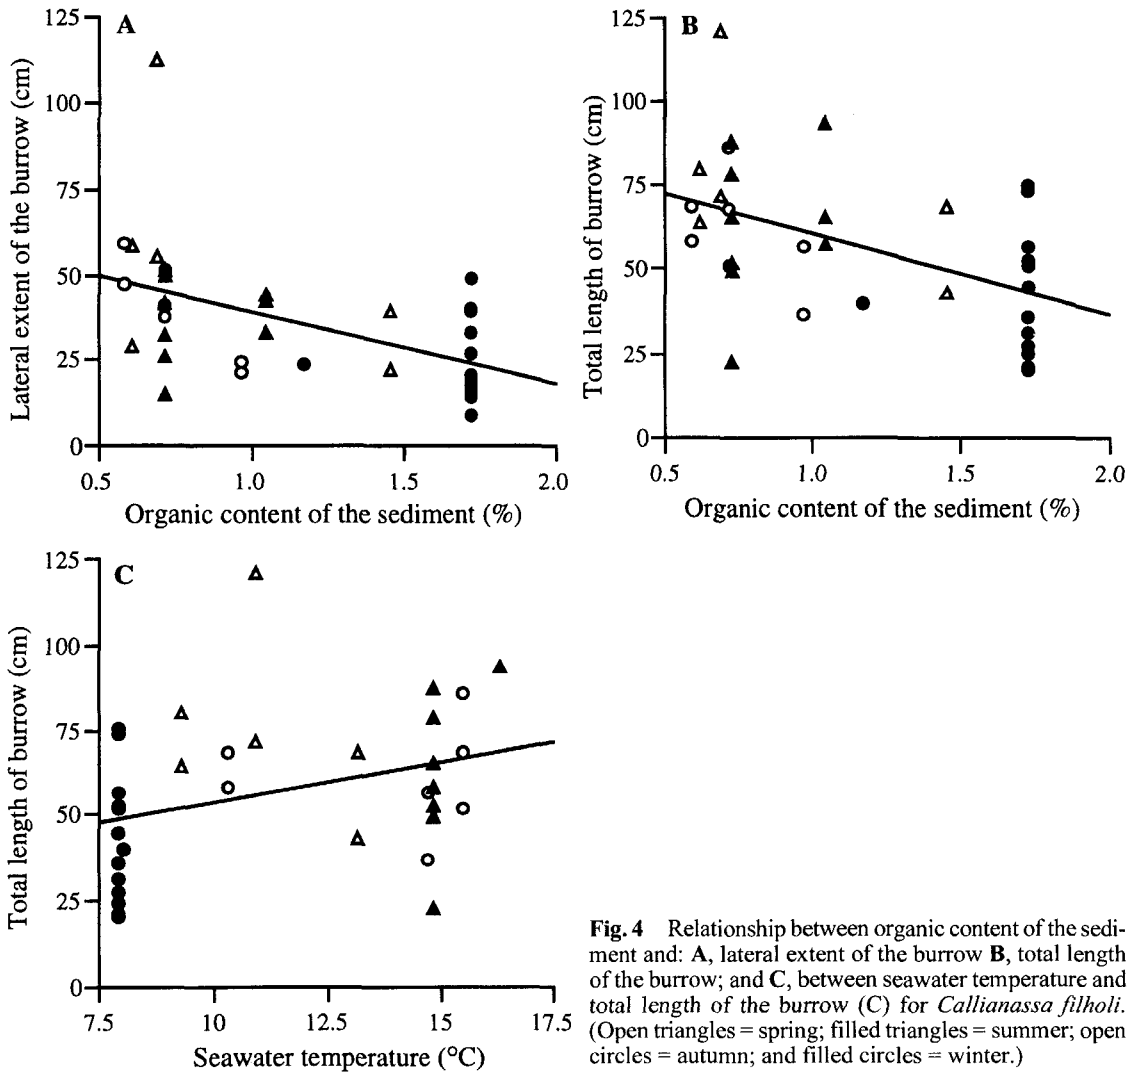 A
125
100
75
50
25
0
0.5 1.0 1.5 2.0
Lateral extent of the burrow (cm)
Organic content of the sediment (%)
B
125
100
75
50
25
0
0.5 1.0 1.5 2.0
Total length of burrow (cm)
Organic content of the sediment (%)
C
125
100
75
50
25
0
7.5 10 12.5 15 17.5
Total length of burrow (cm)
Seawater temperature (°C)
Fig. 4 Relationship between organic content of the sedi-
ment and: A, lateral extent of the burrow B, total length
of the burrow; and C, between seawater temperature and
total length of the burrow (C) for Callianassa filholi.
(Open triangles = spring; filled triangles = summer; open
circles = autumn; and filled circles = winter.)